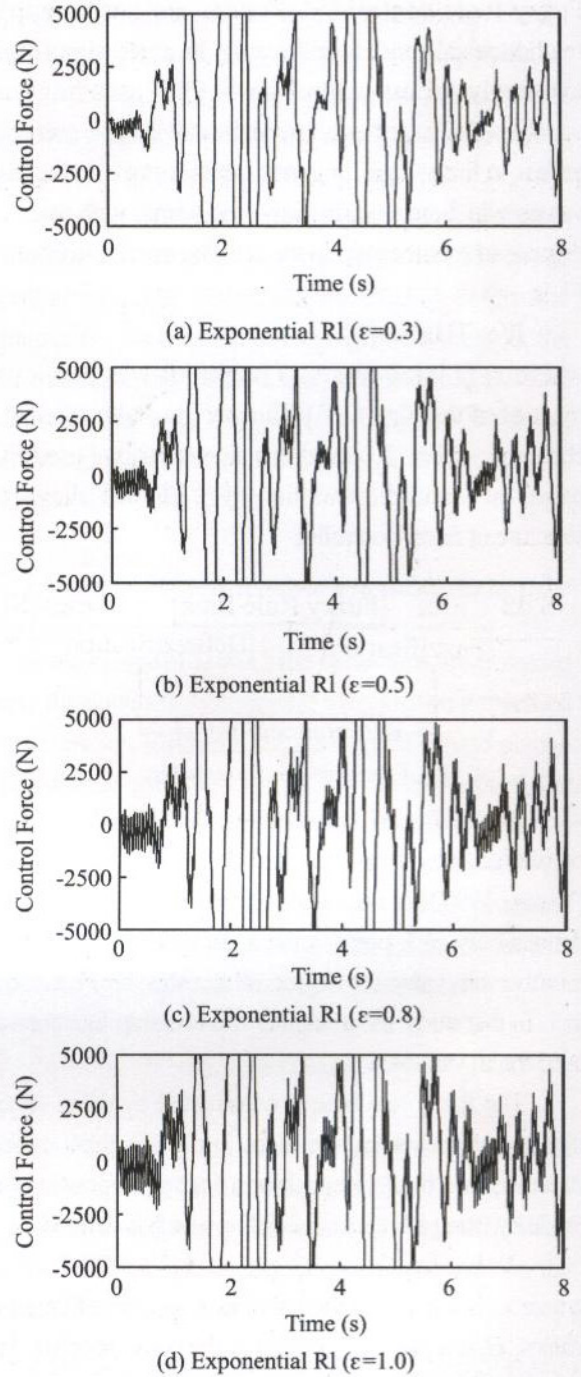 Control Force (N)
5000
2500
0
-2500
-5000
0 2 4 6 8
Time (s)
(a) Exponential Rl (ε=0.3)
Control Force (N)
5000
2500
0
-2500
-5000
0 2 4 6 8
Time (s)
(b) Exponential Rl (ε=0.5)
Control Force (N)
5000
2500
0
-2500
-5000
0 2 4 6 8
Time (s)
(c) Exponential Rl (ε=0.8)
Control Force (N)
5000
2500
0
-2500
-5000
0 2 4 6 8
Time (s)
(d) Exponential Rl (ε=1.0)